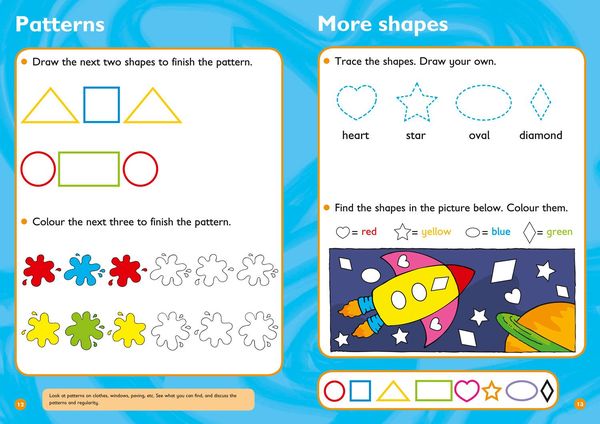 Patterns
Draw the next two shapes to finish the pattern.
Colour the next three to finish the pattern.
Look at patterns on clothes, windows, paving, etc. See what you can find, and discuss the
patterns and regularity.
12
More shapes
Trace the shapes. Draw your own.
heart star oval diamond
Find the shapes in the picture below. Colour them.
= red = yellow = blue = green
13